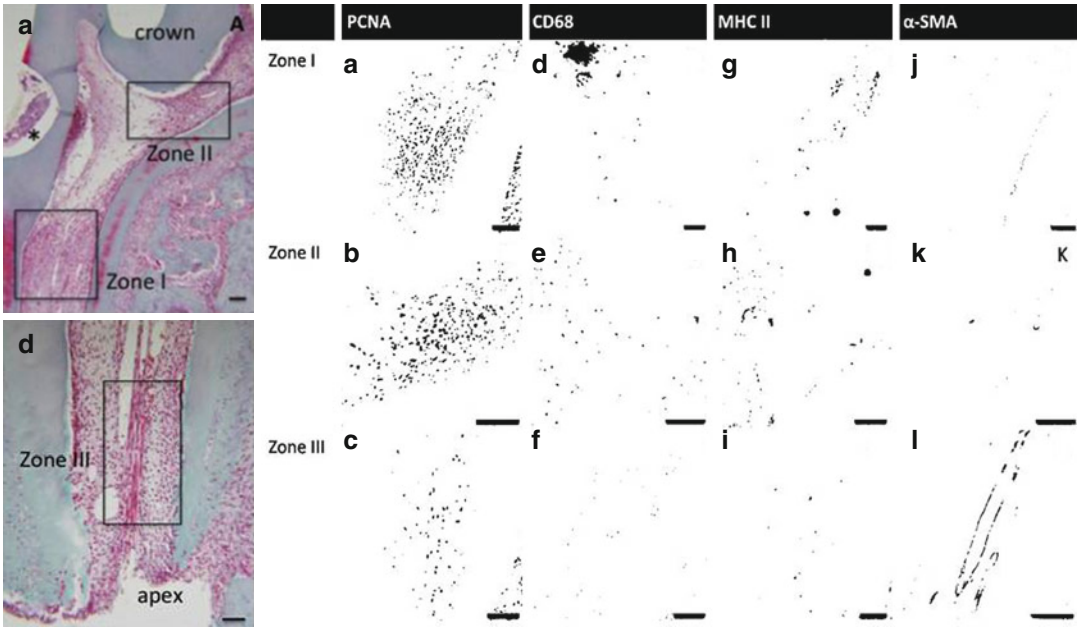 a
A
crown
*
Zone II
Zone I
d
Zone III
apex
PCNA
CD68
MHC II
α-SMA
Zone I
a
d
g
j
Zone II
b
e
h
k
K
Zone III
c
f
i
l